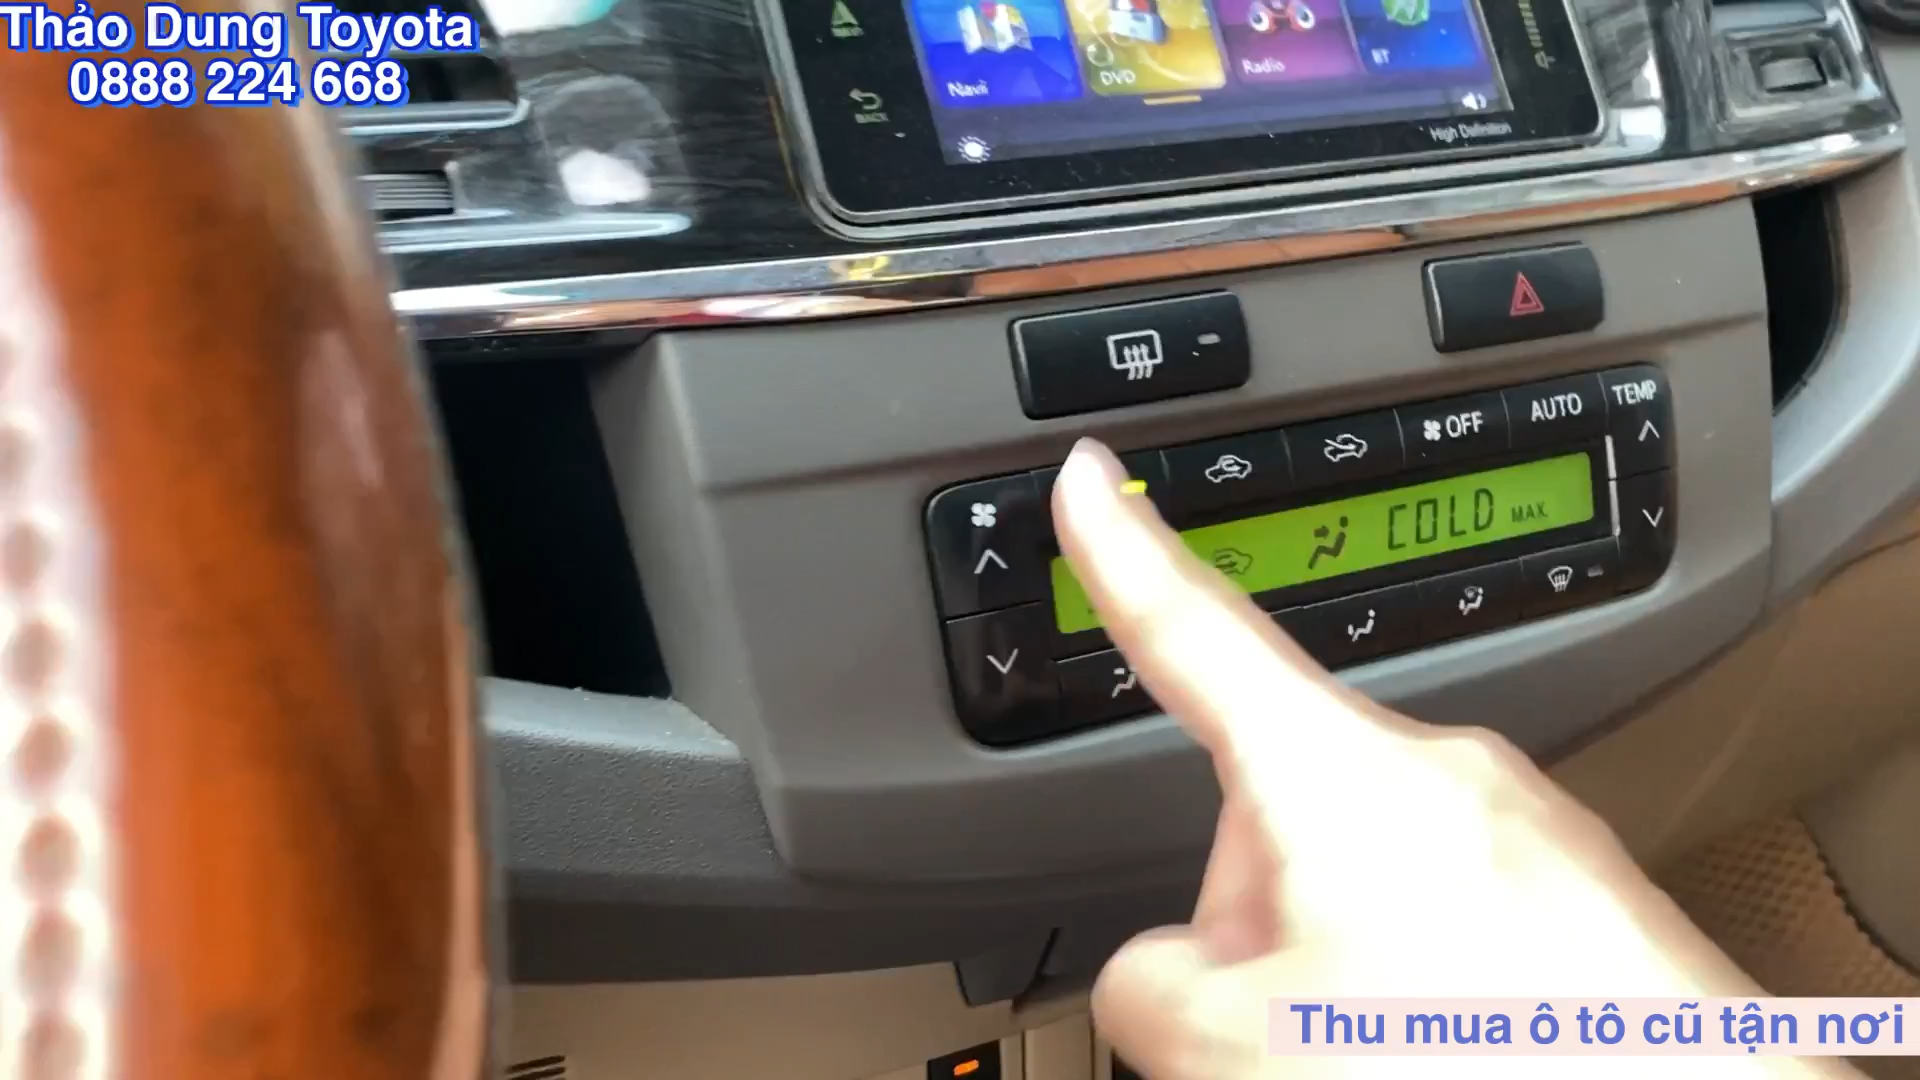 Thảo Dung Toyota
0888 224 668
Navi
DVD
Radio
BT
BACK
High Definition
OFF
AUTO
TEMP
COLD MAX
Thu mua ô tô cũ tận nơi